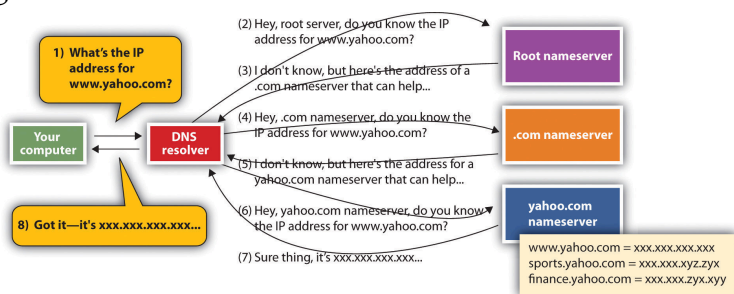 1) What's the IP
address for
www.yahoo.com?
Your
computer
DNS
resolver
8) Got it—it's xxx.xxx.xxx.xxx...
(2) Hey, root server, do you know the IP
address for www.yahoo.com?
(3) I don't know, but here's the address of a
.com nameserver that can help...
(4) Hey, .com nameserver, do you know the
IP address for www.yahoo.com?
(5) I don't know, but here's the address for a
yahoo.com nameserver that can help...
(6) Hey, yahoo.com nameserver, do you know
the IP address for www.yahoo.com?
(7) Sure thing, it's xxx.xxx.xxx.xxx...
Root nameserver
.com nameserver
yahoo.com
nameserver
www.yahoo.com = xxx.xxx.xxx.xxx
sports.yahoo.com = xxx.xxx.xyz.zyx
finance.yahoo.com = xxx.xxx.zyx.xyy